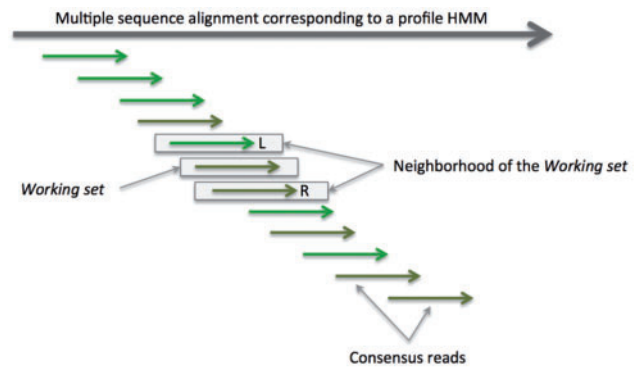 Multiple sequence alignment corresponding to a profile HMM
L
Neighborhood of the Working set
Working set
R
Consensus reads